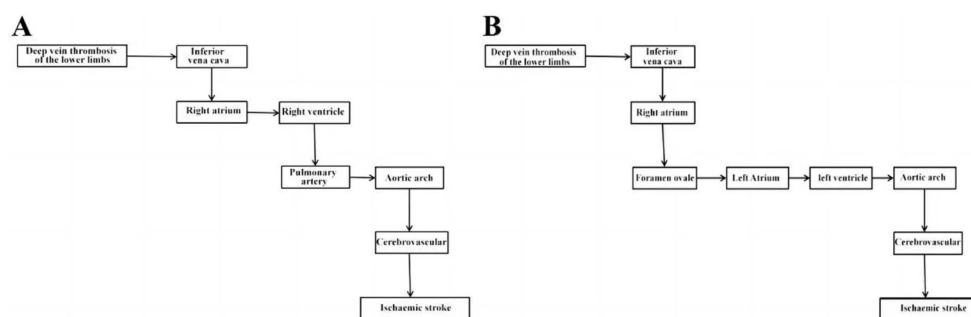 A
Deep vein thrombosis
of the lower limbs
Inferior
vena cava
Right atrium
Right ventricle
Pulmonary
artery
Aortic arch
Cerebrovascular
Ischaemic stroke
B
Deep vein thrombosis
of the lower limbs
Inferior
vena cava
Right atrium
Foramen ovale
Left Atrium
left ventricle
Aortic arch
Cerebrovascular
Ischaemic stroke